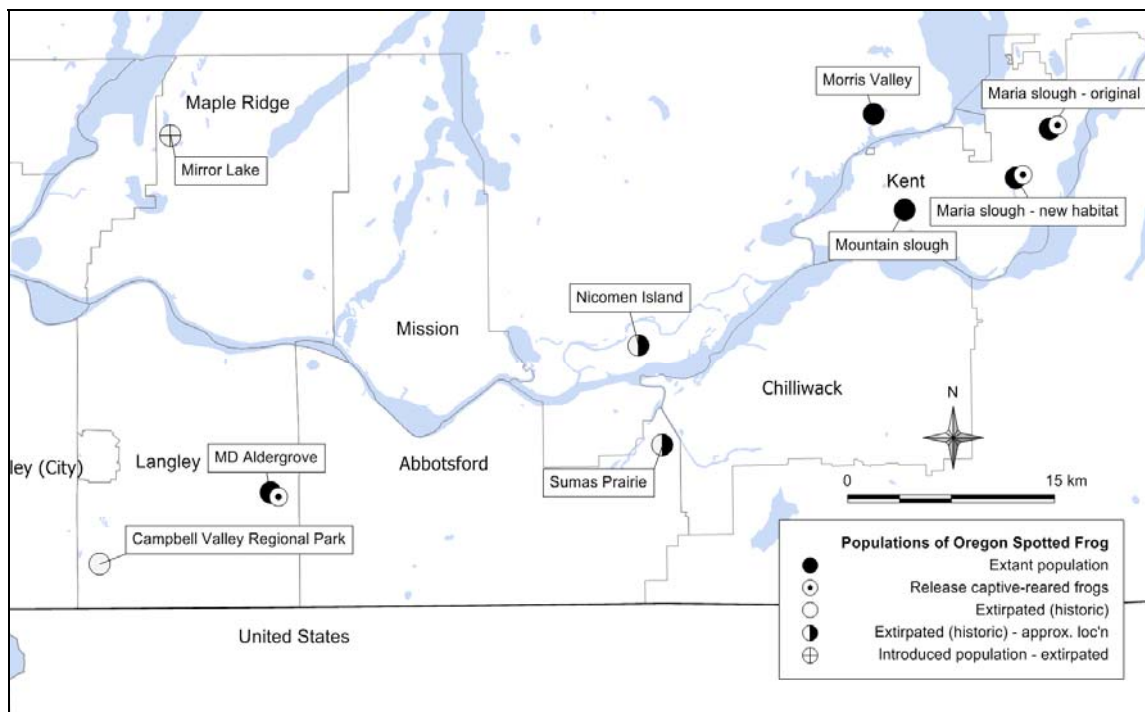 Maple Ridge
Mirror Lake
Morris Valley
Maria slough - original
Kent
Maria slough - new habitat
Mountain slough
Nicomen Island
Mission
Chilliwack
N
ley (City)
Langley
MD Aldergrove
Abbotsford
Sumas Prairie
0 15 km
Campbell Valley Regional Park
United States
Populations of Oregon Spotted Frog
Extant population
Release captive-reared frogs
Extirpated (historic)
Extirpated (historic) - approx. loc'n
Introduced population - extirpated